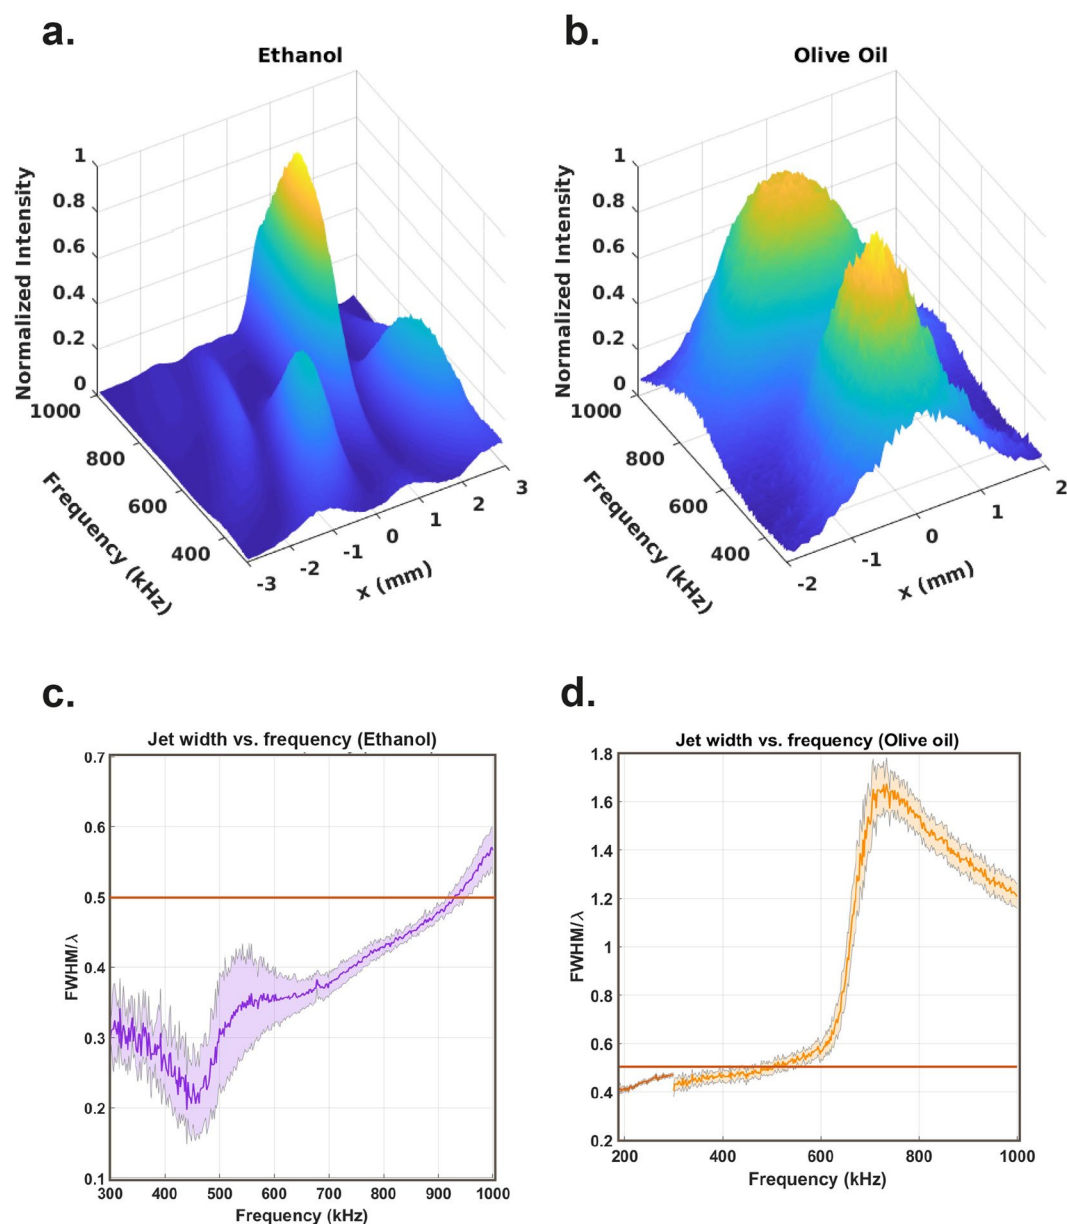 a.
Ethanol
Normalized Intensity
1
0.8
0.6
0.4
0.2
0
1000
800
600
400
Frequency (kHz)
-3
-2
-1
0
1
2
3
x (mm)
b.
Olive Oil
Normalized Intensity
1
0.8
0.6
0.4
0.2
0
1000
800
600
400
Frequency (kHz)
-2
-1
0
1
2
x (mm)
c.
Jet width vs. frequency (Ethanol)
FWHM/λ
0.7
0.6
0.5
0.4
0.3
0.2
0.1
300 400 500 600 700 800 900 1000
Frequency (kHz)
d.
Jet width vs. frequency (Olive oil)
FWHM/λ
1.8
1.6
1.4
1.2
1
0.8
0.6
0.4
0.2
200 400 600 800 1000
Frequency (kHz)